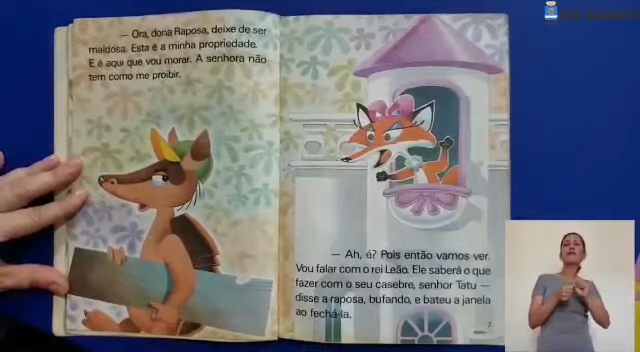 — Ora, dona Raposa, deixe de ser
maldosa. Esta é a minha propriedade.
E é aqui que vou morar. A senhora não
tem como me proibir.
— Ah, é? Pois então vamos ver.
Vou falar com o rei Leão. Ele saberá o que
fazer com o seu casebre, senhor Tatu —
disse a raposa, bufando, e bateu a janela
ao fechá-la.